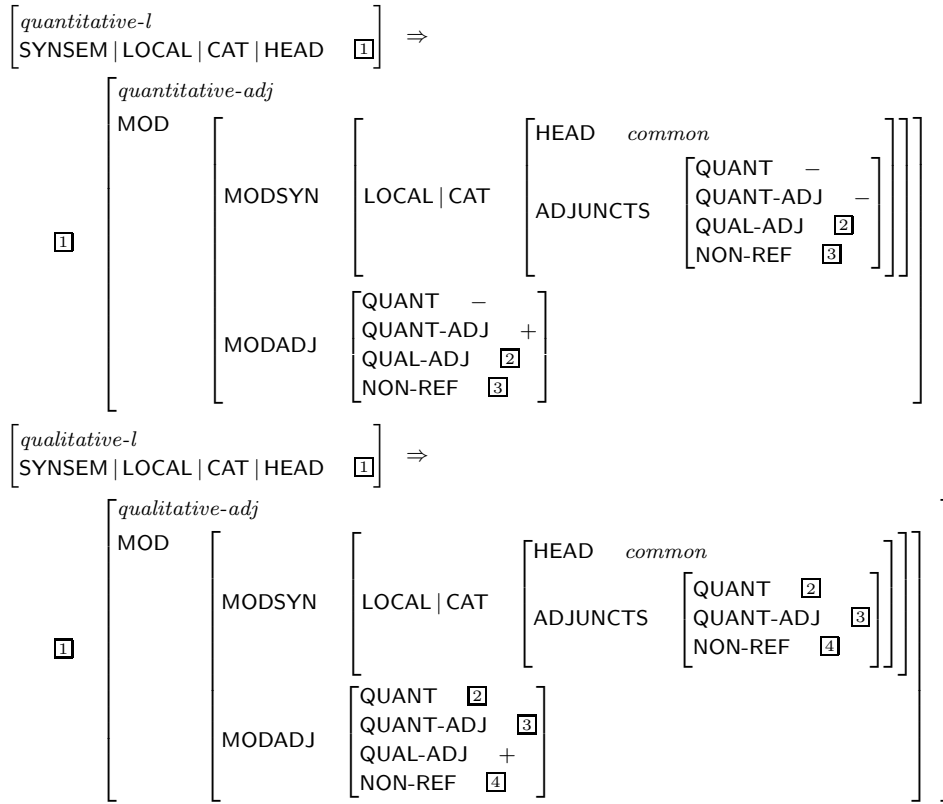 quantitative-l
SYNSEM | LOCAL | CAT | HEAD 1 ⇒
quantitative-adj
MOD
HEAD common
QUANT −
MODSYN LOCAL | CAT ADJUNCTS QUANT-ADJ −
QUAL-ADJ 2
1 NON-REF 3
QUANT −
MODADJ QUANT-ADJ +
QUAL-ADJ 2
NON-REF 3
qualitative-l
SYNSEM | LOCAL | CAT | HEAD 1 ⇒
qualitative-adj
MOD
HEAD common
QUANT 2
MODSYN LOCAL | CAT ADJUNCTS QUANT-ADJ 3
1 NON-REF 4
QUANT 2
MODADJ QUANT-ADJ 3
QUAL-ADJ +
NON-REF 4